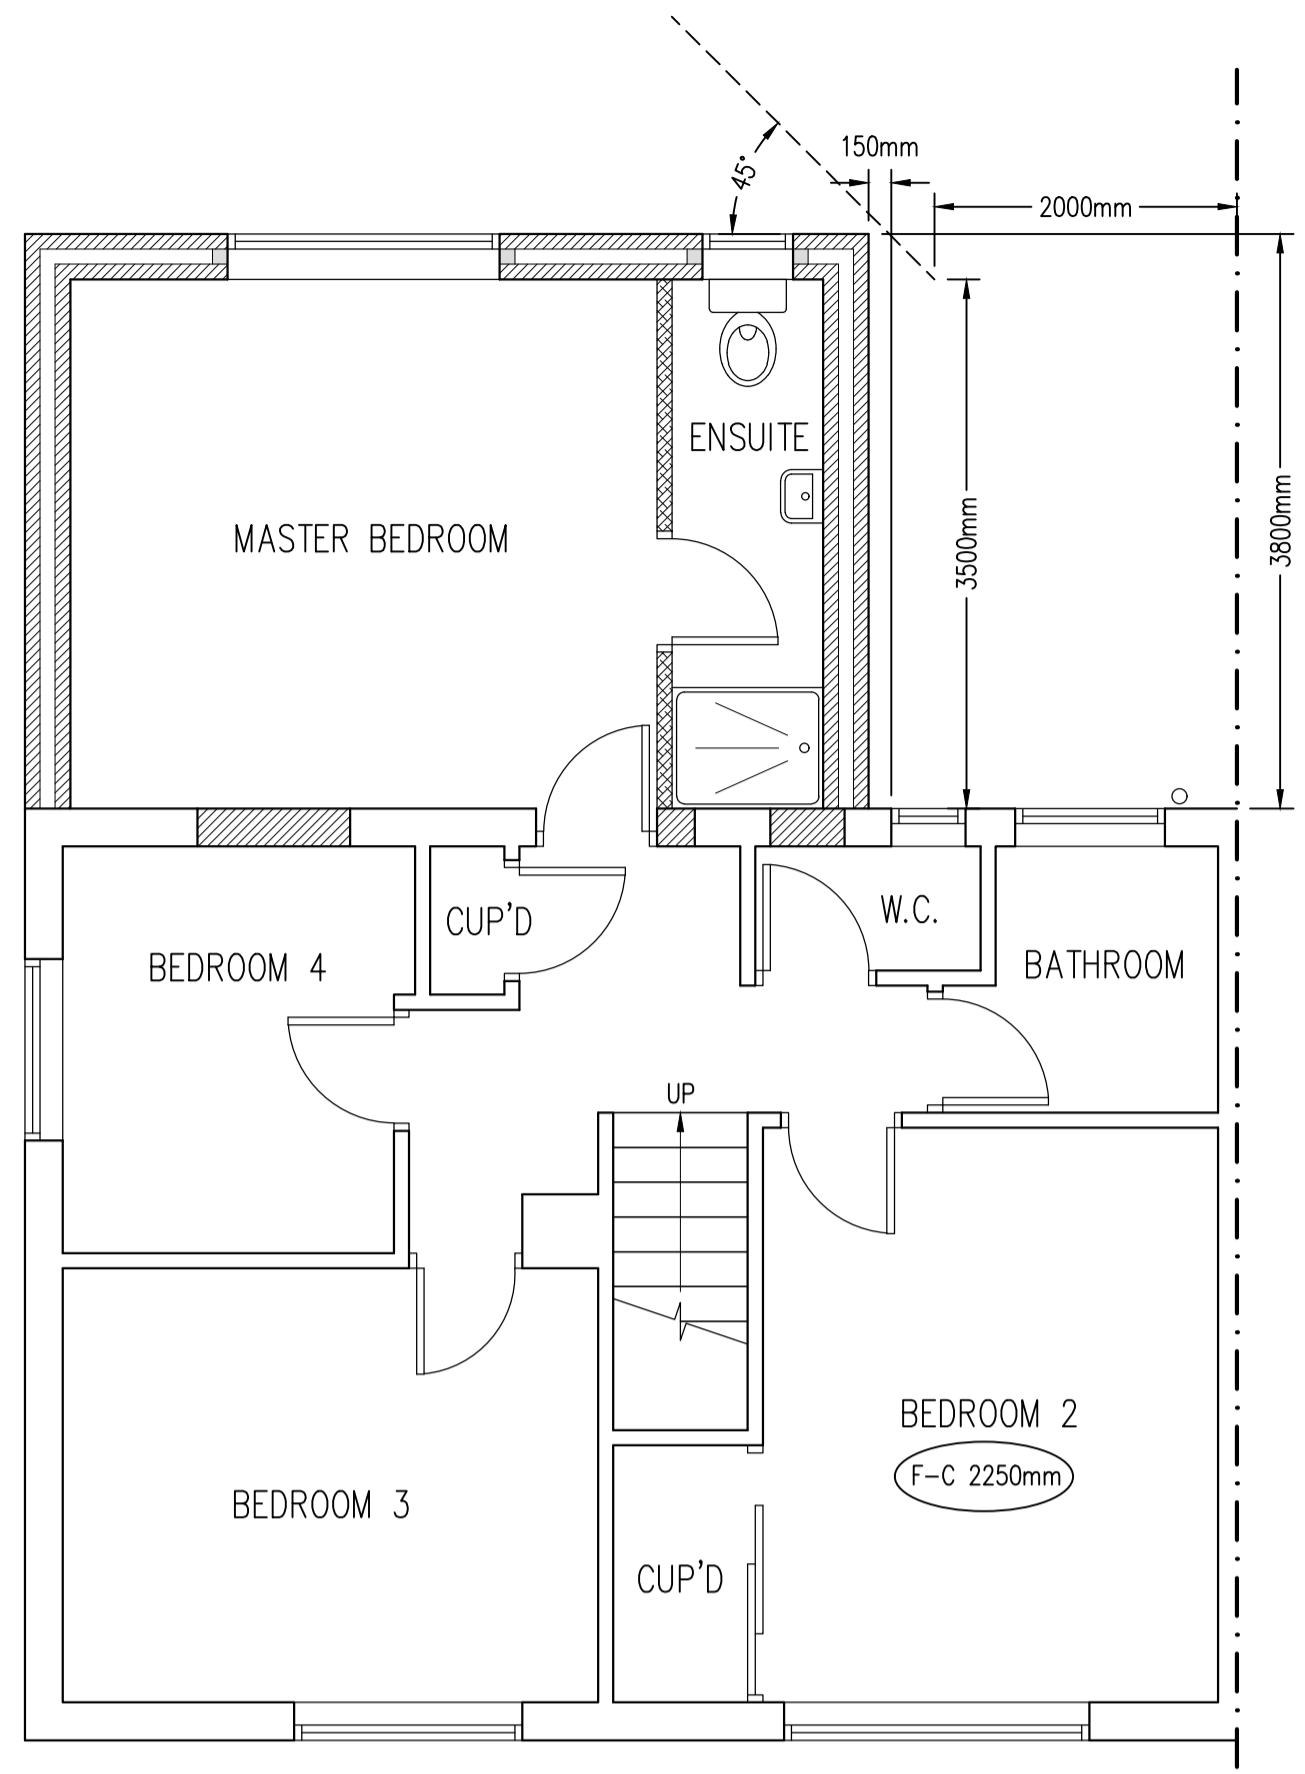 150mm
45°
2000mm
ENSUITE
MASTER BEDROOM
3500mm
3800mm
CUP'D
W.C.
BEDROOM 4
BATHROOM
UP
BEDROOM 2
F-C 2250mm
BEDROOM 3
CUP'D